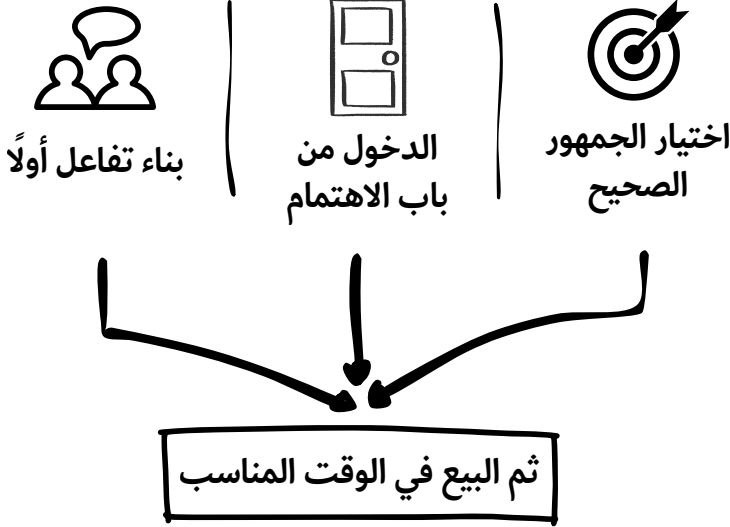 اختيار الجمهور
الصحيح
الدخول من
باب الاهتمام
بناء تفاعل أولًا
ثم البيع في الوقت المناسب